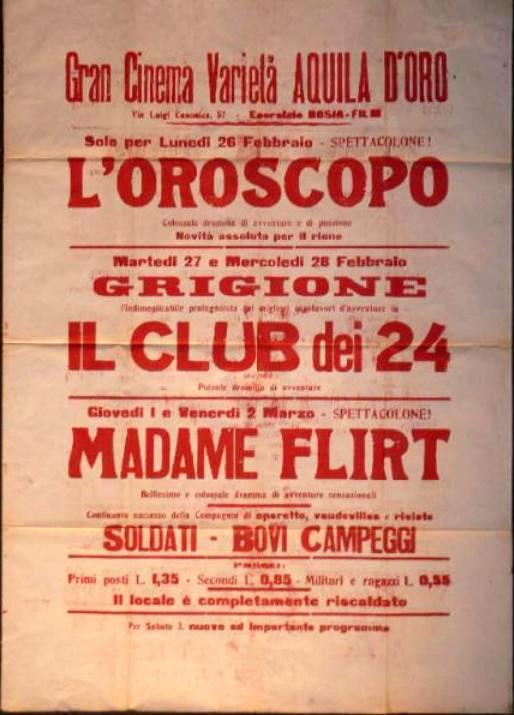 Gran Cinema Varietà AQUILA D'ORO
Via Luigi Canonica, 57 - Esercizio ROSIA-FILM
Solo per Lunedì 26 Febbraio - SPETTACOLONE!
L'OROSCOPO
Colossale dramma di avventure e di passione
Novità assoluta per il rione
Martedì 27 e Mercoledì 28 Febbraio
GRIGIONE
l'indimenticabile protagonista dei migliori capolavori d'avventure in
IL CLUB dei 24
dramma di avventure
Giovedì 1 e Venerdì 2 Marzo - SPETTACOLONE!
MADAME FLIRT
Bellissimo e colossale dramma di avventure sensazionali
Continuato successo della Compagnia di operette, vaudevilles e riviste
SOLDATI - BOVI CAMPEGGI
PREZZI:
Primi posti L. 1,35 - Secondi L. 0,85 - Militari e ragazzi L. 0,55
Il locale è completamente riscaldato
Per Sabato 3, nuovo ed importante programma